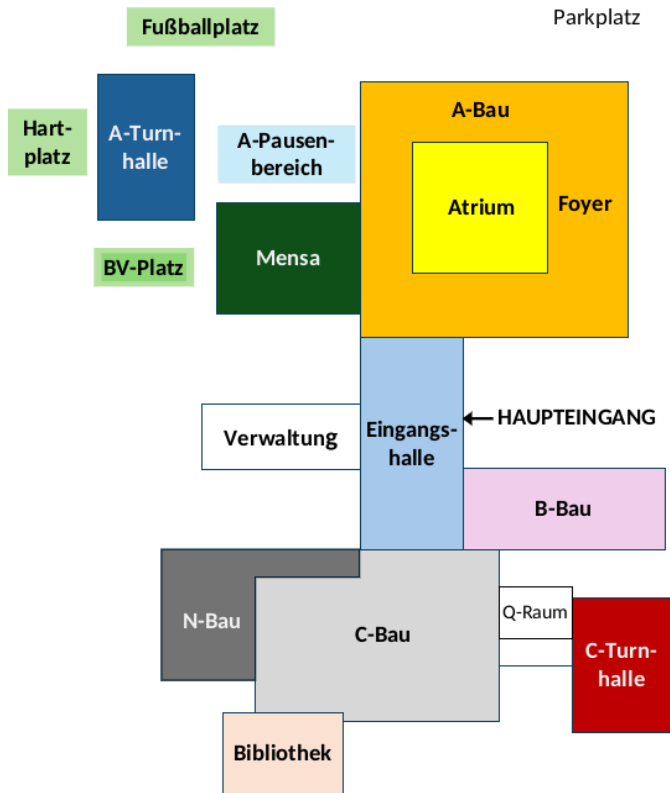 Parkplatz
Fußballplatz
A-Bau
Hart-
platz
A-Turn-
halle
A-Pausen-
bereich
Atrium
Foyer
Mensa
BV-Platz
Verwaltung
Eingangs-
halle
HAUPTEINGANG
B-Bau
N-Bau
C-Bau
Q-Raum
C-Turn-
halle
Bibliothek